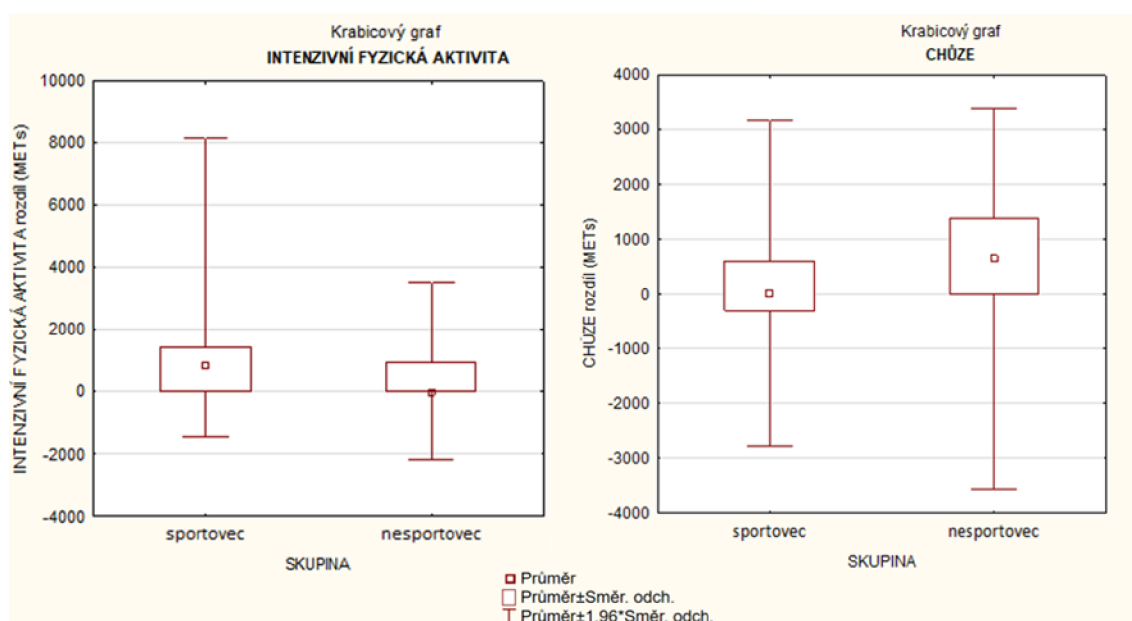 Krabicový graf
INTENZIVNÍ FYZICKÁ AKTIVITA
INTENZIVNÍ FYZICKÁ AKTIVITA rozdíl (METs)
10000
8000
6000
4000
2000
0
-2000
-4000
sportovec
nesportovec
SKUPINA
Krabicový graf
CHŮZE
CHŮZE rozdíl (METs)
4000
3000
2000
1000
0
-1000
-2000
-3000
-4000
sportovec
nesportovec
SKUPINA
Průměr
Průměr±Směr. odch.
Průměr±1.96*Směr. odch.